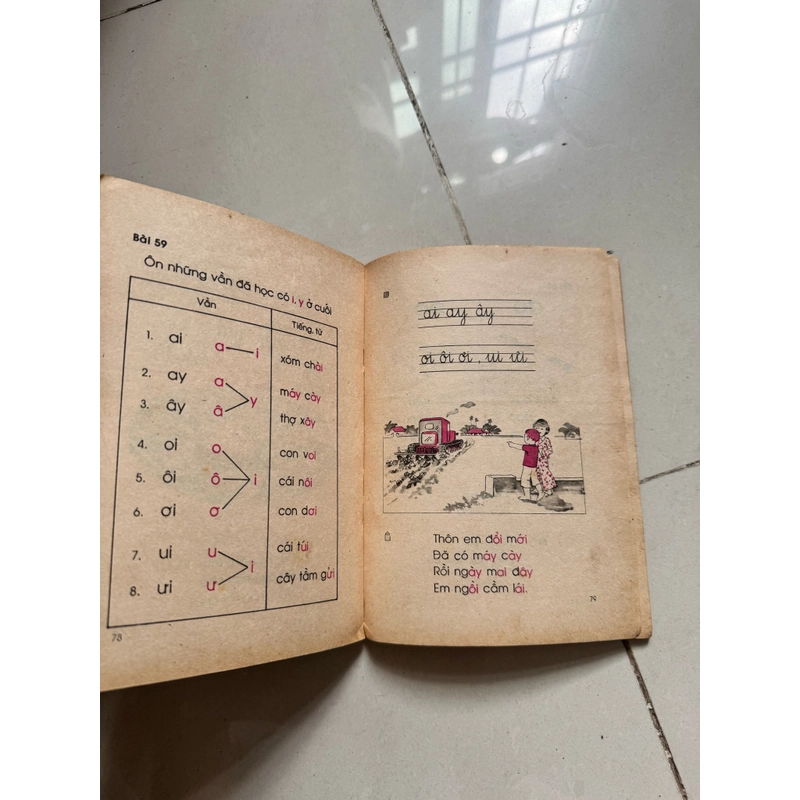 Bài 59
Ôn những vần đã học có i, y ở cuối
Vần
Tiếng, từ
1. ai a i xóm chài
2. ay a y máy cày
3. ây â thợ xây
4. oi o con voi
5. ôi ô i cái nôi
6. ơi ơ con dơi
7. ui u i cái túi
8. ưi ư cây tầm gửi
78
ai ay ây
oi ôi ơi, ui ưi
Thôn em đổi mới
Đã có máy cày
Rồi ngày mai đây
Em ngồi cầm lái.
79